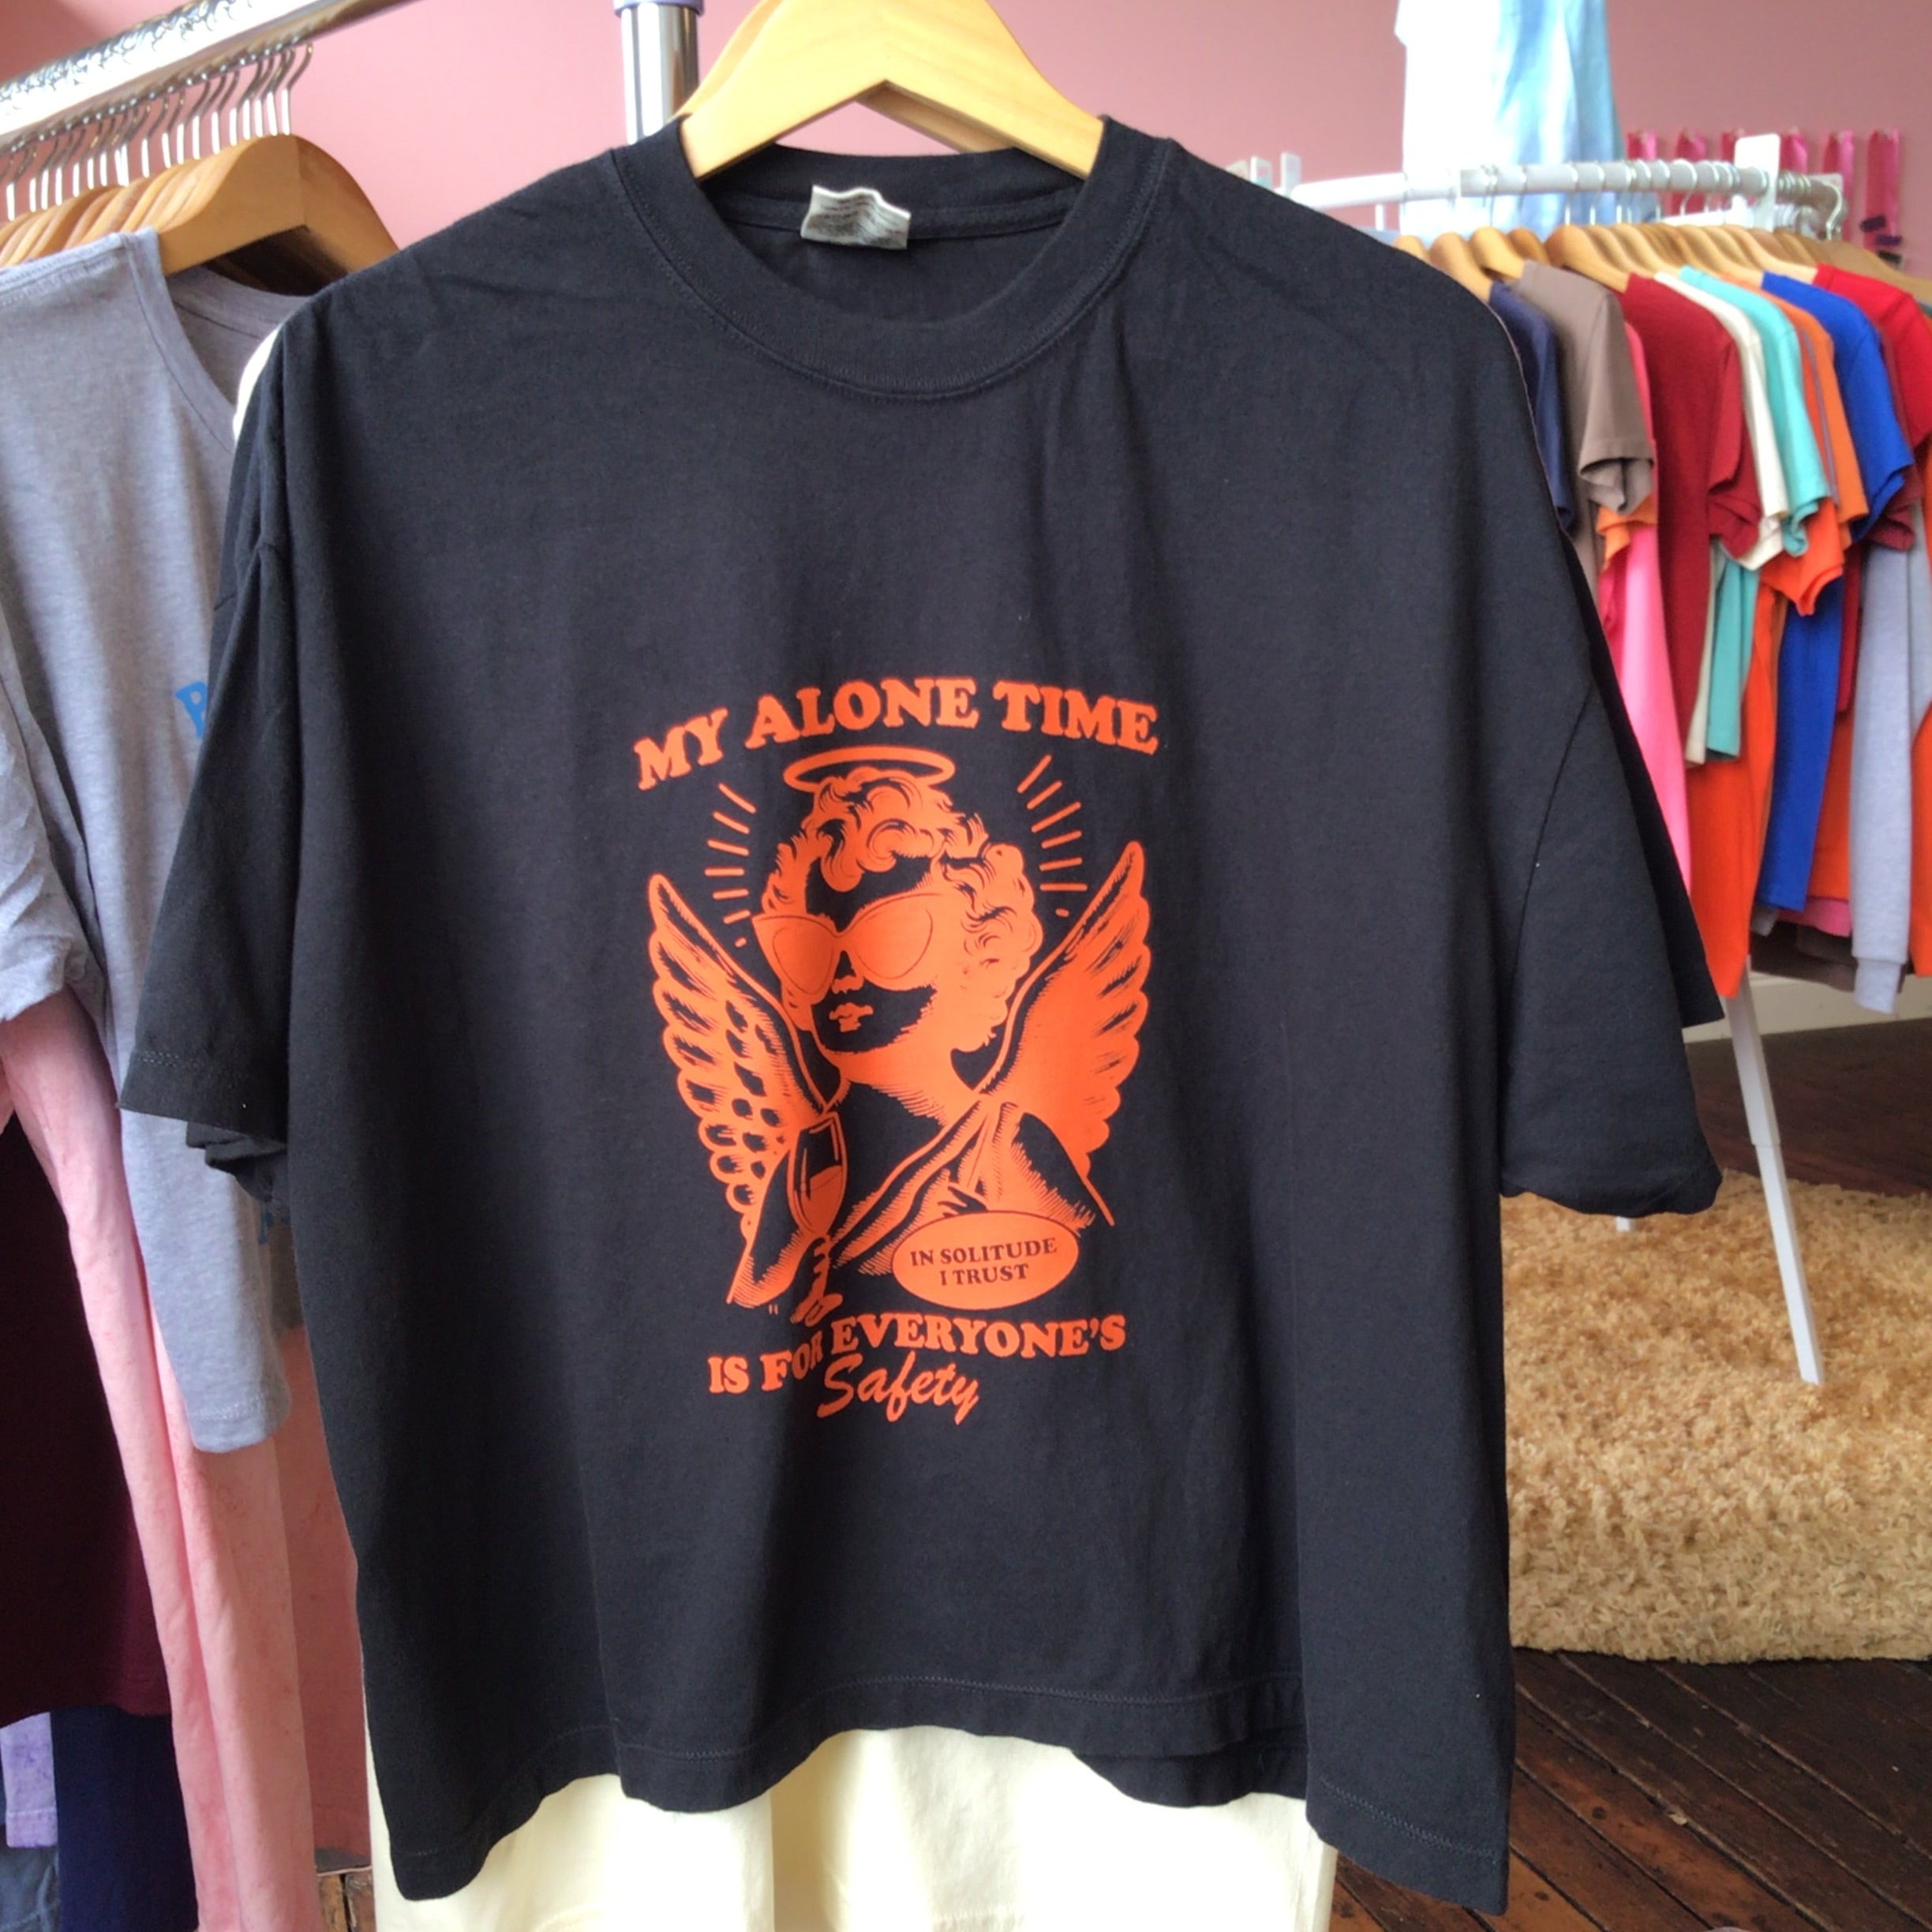 MY ALONE TIME
IN SOLITUDE
I TRUST
IS FOR EVERYONE'S
Safety